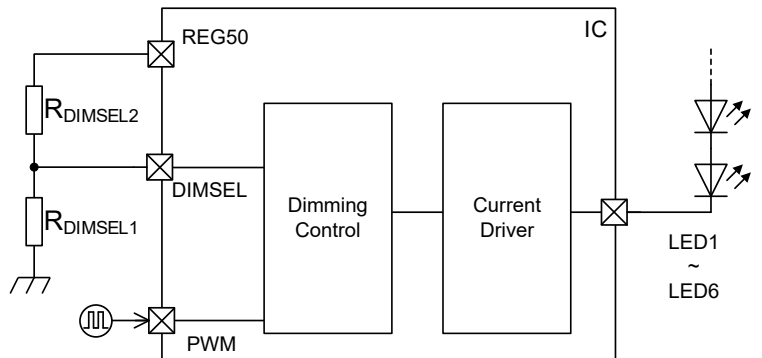 REG50
IC
RDIMSEL2
DIMSEL
RDIMSEL1
Dimming
Control
Current
Driver
LED1
~
LED6
PWM